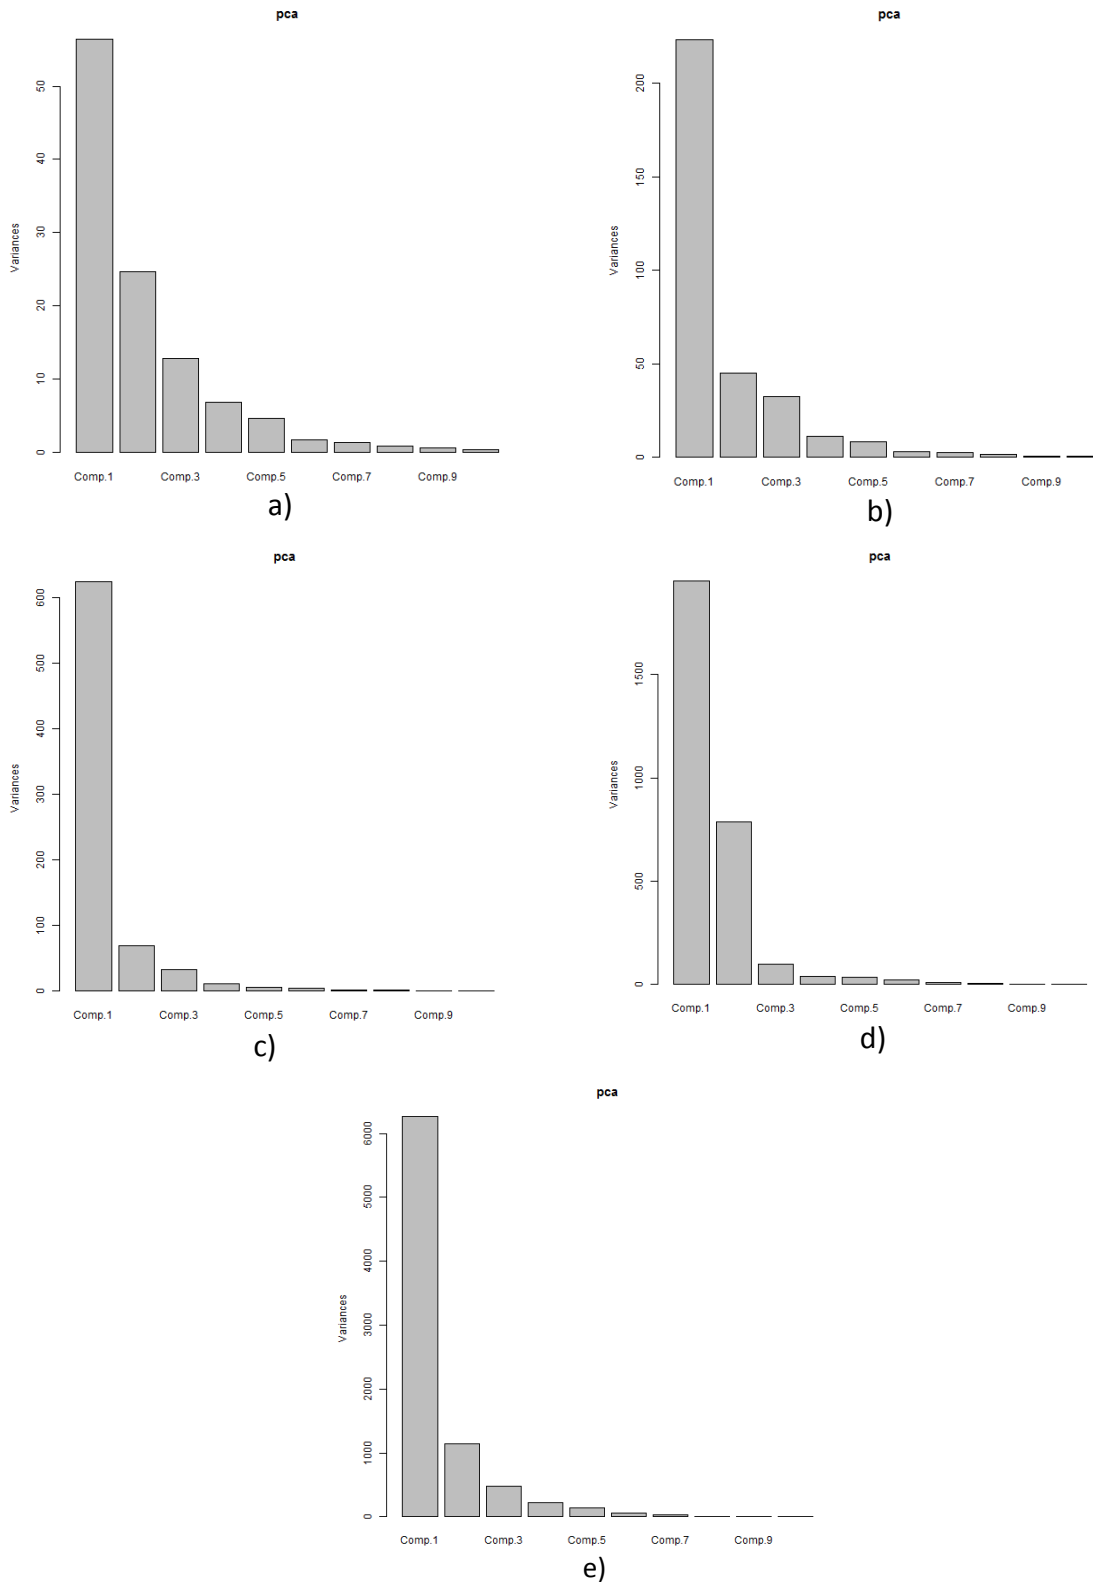 pca
Variances
0
10
20
30
40
50
Comp.1
Comp.3
Comp.5
Comp.7
Comp.9
a)
pca
Variances
0
50
100
150
200
Comp.1
Comp.3
Comp.5
Comp.7
Comp.9
b)
pca
Variances
0
100
200
300
400
500
600
Comp.1
Comp.3
Comp.5
Comp.7
Comp.9
c)
pca
Variances
0
500
1000
1500
Comp.1
Comp.3
Comp.5
Comp.7
Comp.9
d)
pca
Variances
0
1000
2000
3000
4000
5000
6000
Comp.1
Comp.3
Comp.5
Comp.7
Comp.9
e)